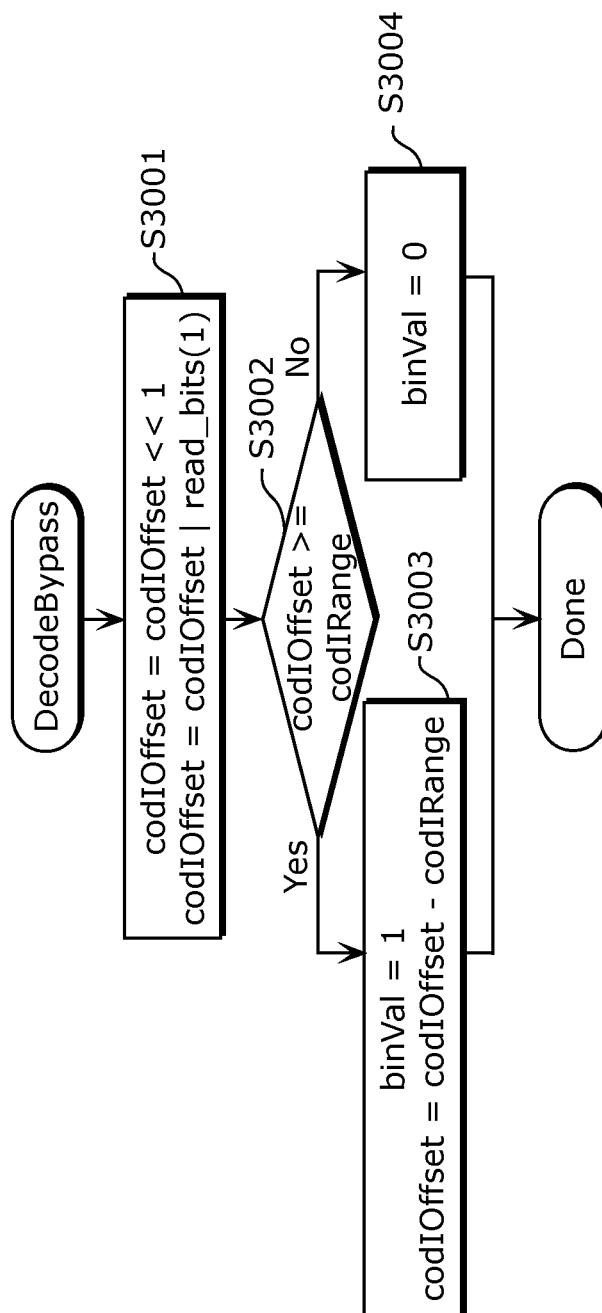 DecodeBypass
S3001
codIOffset = codIOffset << 1
codIOffset = codIOffset | read_bits(1)
S3002
codIOffset >=
codIRange
Yes
No
S3003
binVal = 1
codIOffset = codIOffset - codIRange
S3004
binVal = 0
Done